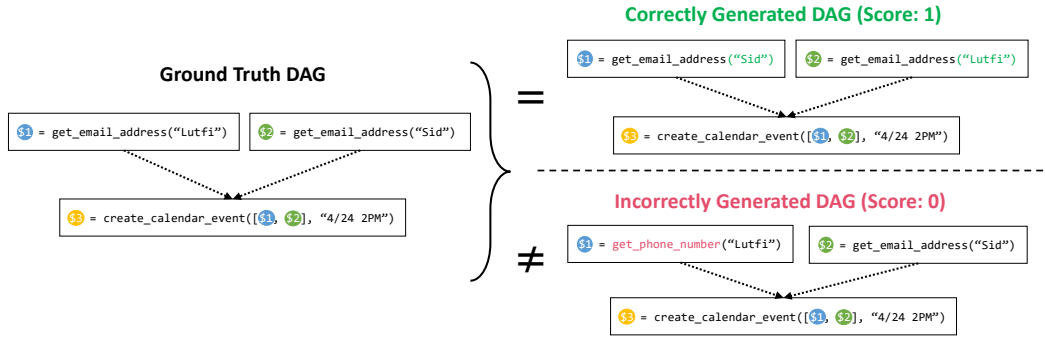 Ground Truth DAG
$1 = get_email_address(“Lutfi”)
$2 = get_email_address(“Sid”)
$3 = create_calendar_event([$1, $2], “4/24 2PM”)
=
≠
Correctly Generated DAG (Score: 1)
$1 = get_email_address(“Sid”)
$2 = get_email_address(“Lutfi”)
$3 = create_calendar_event([$1, $2], “4/24 2PM”)
Incorrectly Generated DAG (Score: 0)
$1 = get_phone_number(“Lutfi”)
$2 = get_email_address(“Sid”)
$3 = create_calendar_event([$1, $2], “4/24 2PM”)